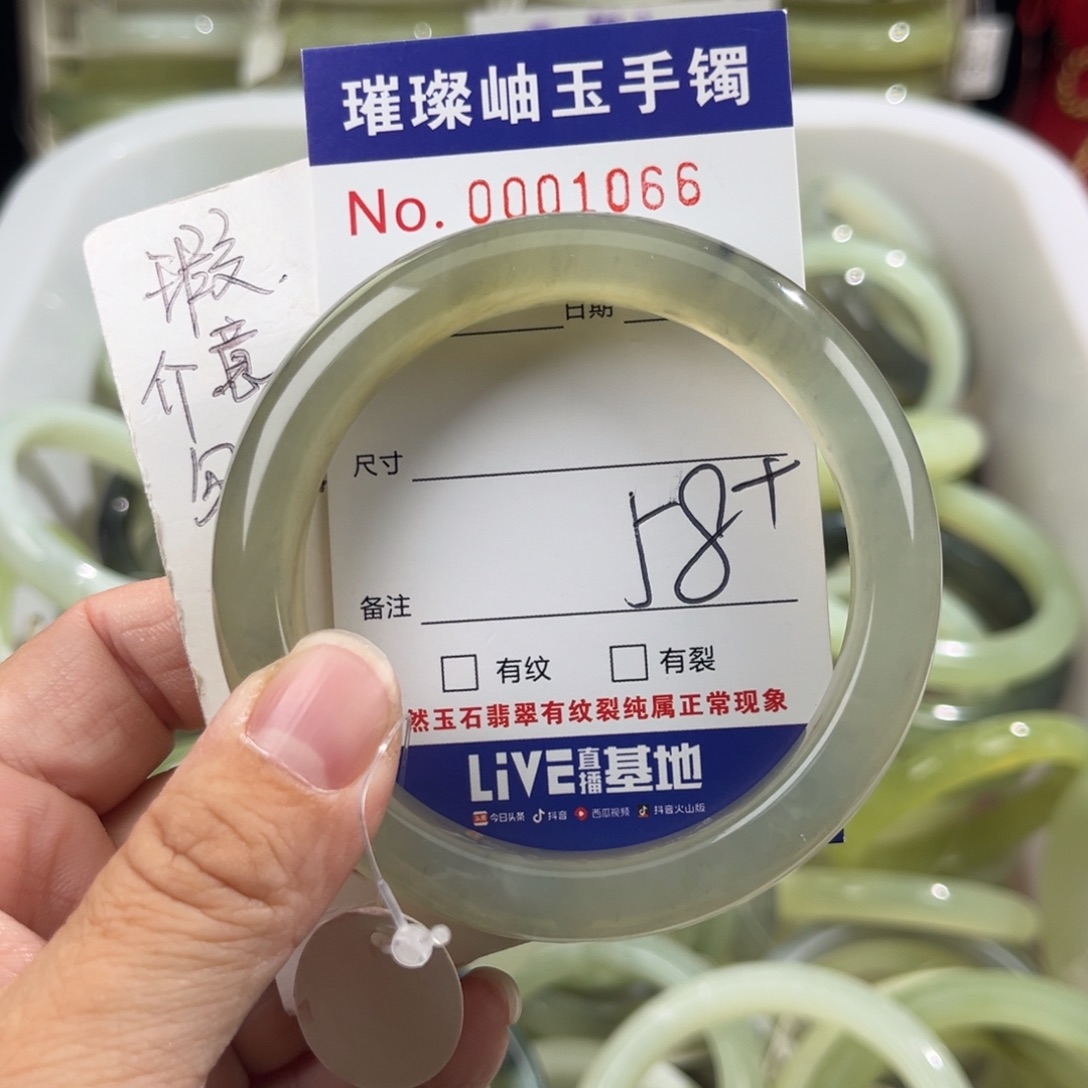 璀璨岫玉手镯
No. 0001066
瑕
介意
日期
尺寸
58+
备注
有纹 有裂
然玉石翡翠有纹裂纯属正常现象
LiVE直播基地
今日头条 抖音 西瓜视频 抖音火山版